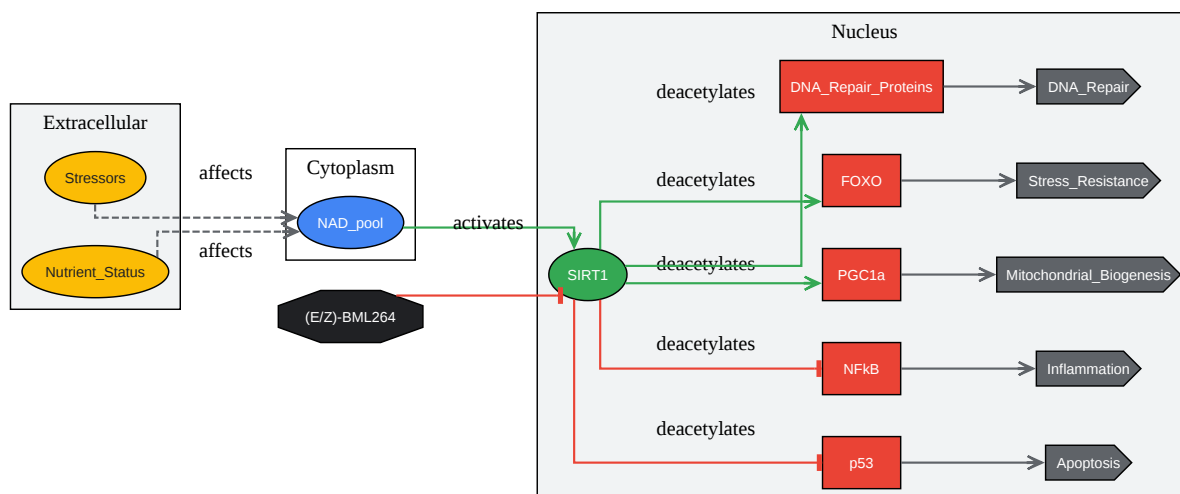 Nucleus
deacetylates
DNA_Repair_Proteins
DNA_Repair
Extracellular
Stressors
affects
Cytoplasm
deacetylates
FOXO
Stress_Resistance
NAD_pool
activates
affects
Nutrient_Status
SIRT1
deacetylates
PGC1a
Mitochondrial_Biogenesis
(E/Z)-BML264
deacetylates
NFkB
Inflammation
deacetylates
p53
Apoptosis